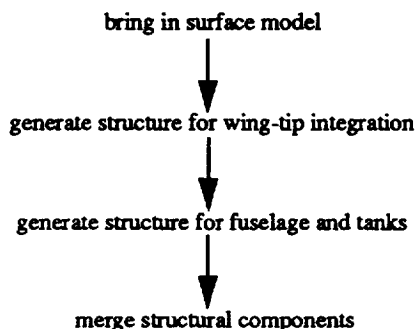 bring in surface model
generate structure for wing-tip integration
generate structure for fuselage and tanks
merge structural components